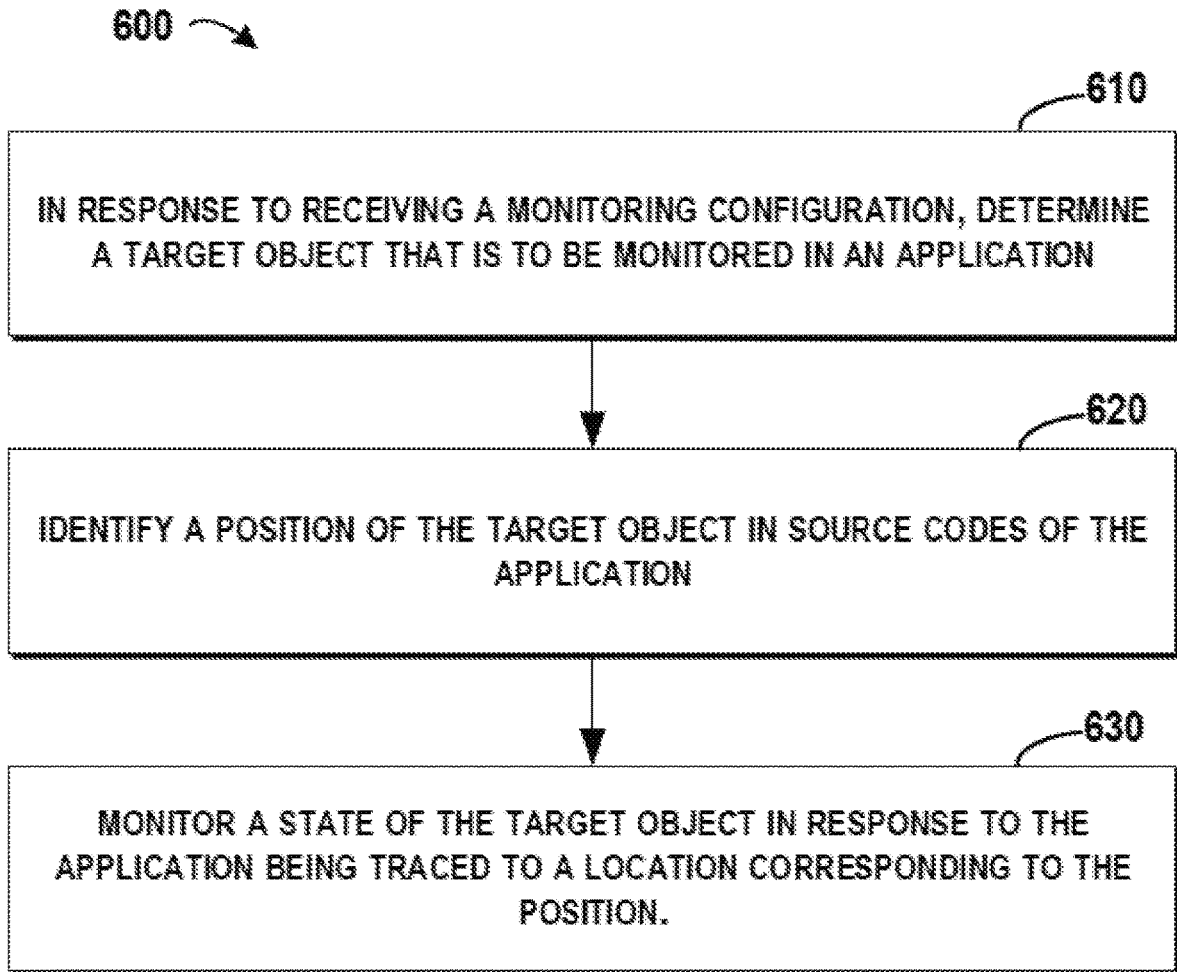 600
610
IN RESPONSE TO RECEIVING A MONITORING CONFIGURATION, DETERMINE
A TARGET OBJECT THAT IS TO BE MONITORED IN AN APPLICATION
620
IDENTIFY A POSITION OF THE TARGET OBJECT IN SOURCE CODES OF THE
APPLICATION
630
MONITOR A STATE OF THE TARGET OBJECT IN RESPONSE TO THE
APPLICATION BEING TRACED TO A LOCATION CORRESPONDING TO THE
POSITION.